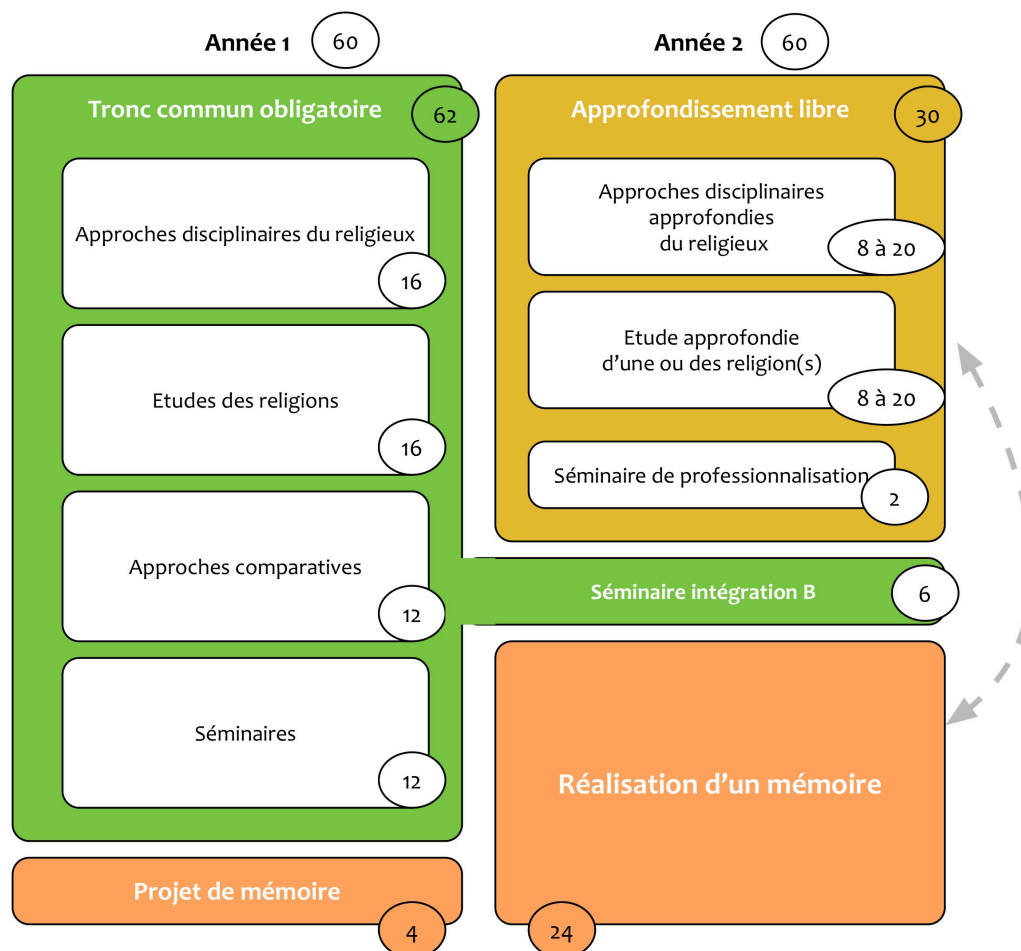 Année 1
60
Tronc commun obligatoire
62
Approches disciplinaires du religieux
16
Etudes des religions
16
Approches comparatives
12
Séminaires
12
Projet de mémoire
4
Année 2
60
Approfondissement libre
30
Approches disciplinaires
approfondies
du religieux
8 à 20
Etude approfondie
d’une ou des religion(s)
8 à 20
Séminaire de professionnalisation
2
Séminaire intégration B
6
Réalisation d’un mémoire
24